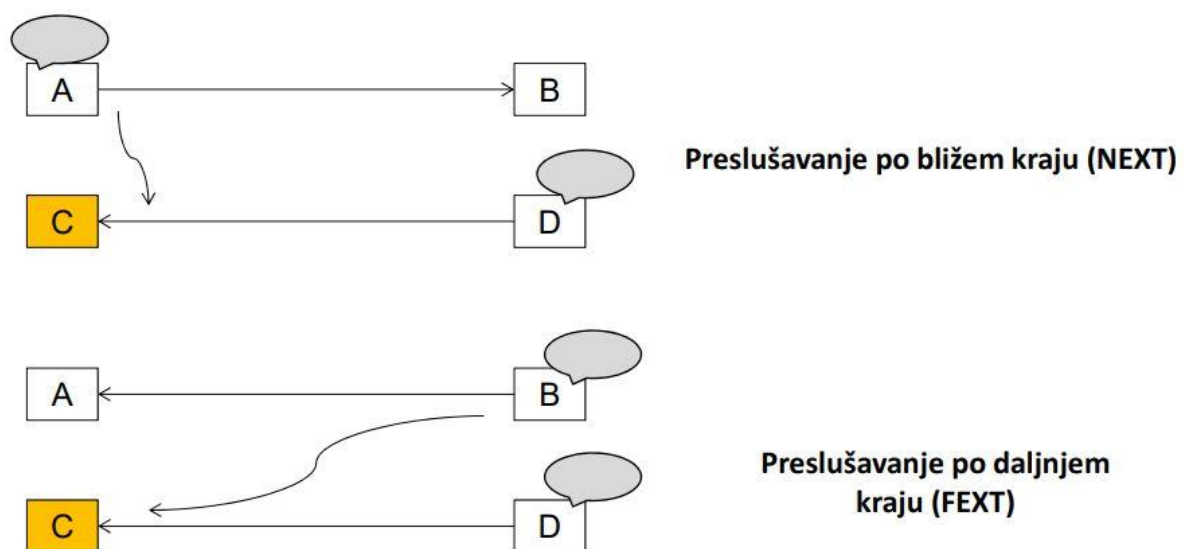 A
B
Preslušavanje po bližem kraju (NEXT)
C
D
A
B
Preslušavanje po daljnjem
kraju (FEXT)
C
D